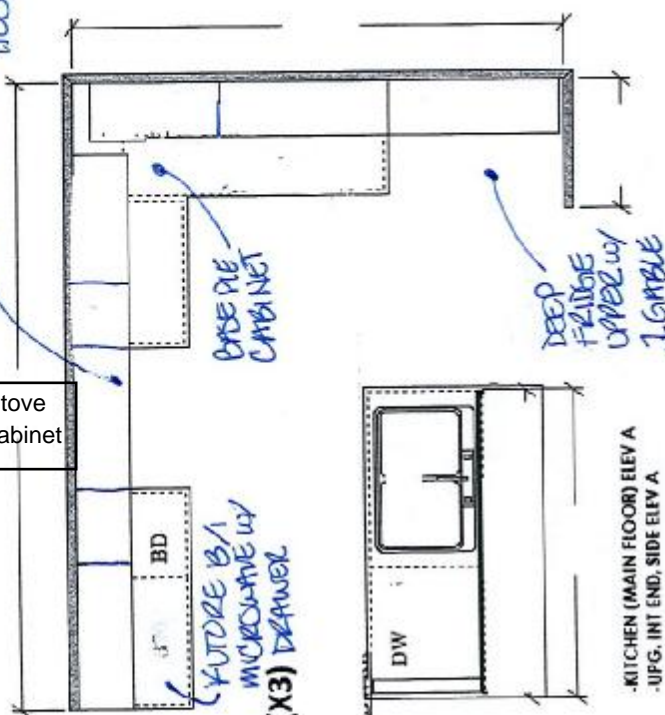 BASE PIE
CABINET
DEEP
FRIDGE
UPPER W/
1 GABLE
tove
abinet
BD
FUTURE B/I
MICROWAVE W/
DRAWER
X3)
DW
-KITCHEN (MAIN FLOOR) ELEV A
-UPG. INT END, SIDE ELEV A